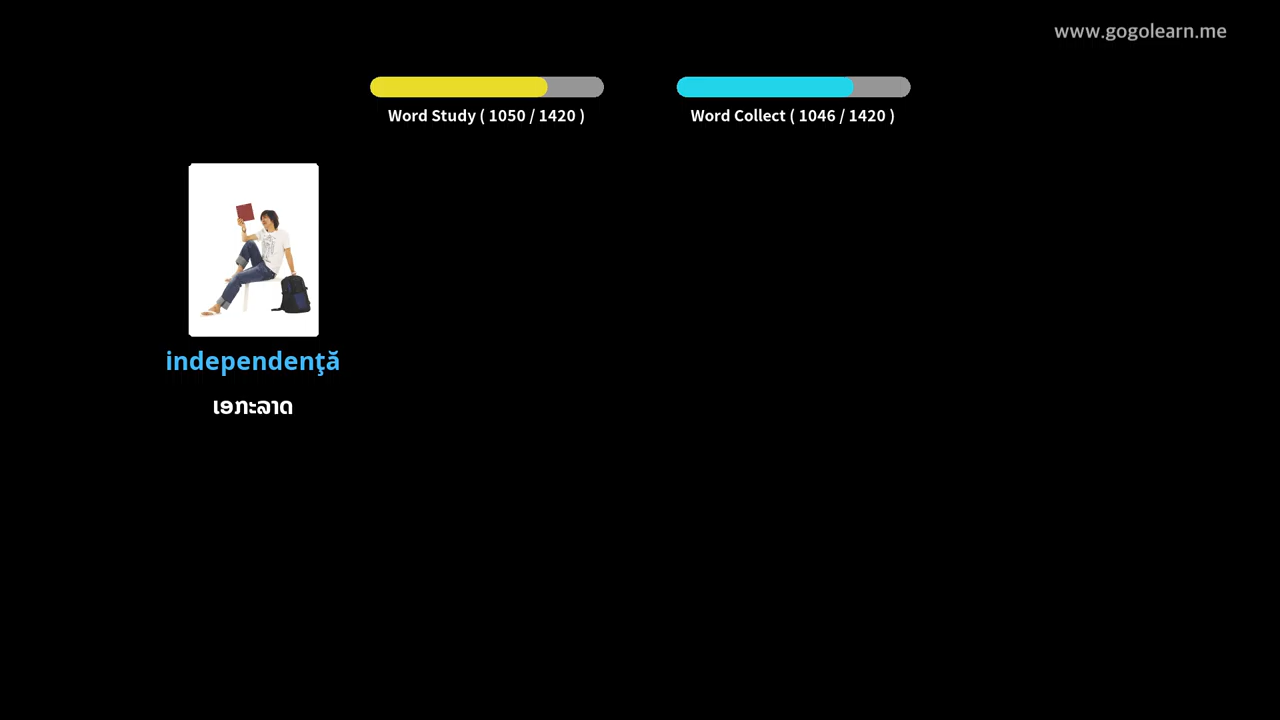 www.gogolearn.me
Word Study ( 1050 / 1420 )
Word Collect ( 1046 / 1420 )
independenţă
ເອກະລາດ